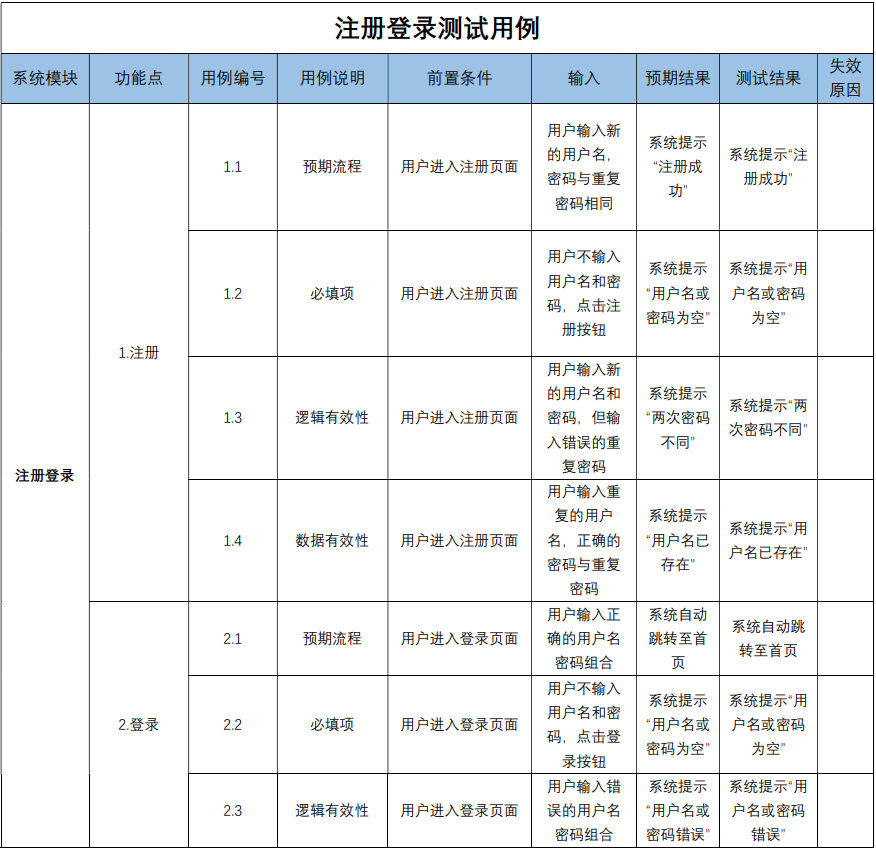 注册登录测试用例
系统模块
功能点
用例编号
用例说明
前置条件
输入
预期结果
测试结果
失效
原因
注册登录
1.注册
1.1
预期流程
用户进入注册页面
用户输入新
的用户名，
密码与重复
密码相同
系统提示
“注册成
功”
系统提示“注
册成功”
1.2
必填项
用户进入注册页面
用户不输入
用户名和密
码，点击注
册按钮
系统提示
“用户名或
密码为空”
系统提示“用
户名或密码
为空”
1.3
逻辑有效性
用户进入注册页面
用户输入新
的用户名和
密码，但输
入错误的重
复密码
系统提示
“两次密码
不同”
系统提示“两
次密码不同”
1.4
数据有效性
用户进入注册页面
用户输入重
复的用户
名，正确的
密码与重复
密码
系统提示
“用户名已
存在”
系统提示“用
户名已存在”
2.登录
2.1
预期流程
用户进入登录页面
用户输入正
确的用户名
密码组合
系统自动
跳转至首
页
系统自动跳
转至首页
2.2
必填项
用户进入登录页面
用户不输入
用户名和密
码，点击登
录按钮
系统提示
“用户名或
密码为空”
系统提示“用
户名或密码
为空”
2.3
逻辑有效性
用户进入登录页面
用户输入错
误的用户名
密码组合
系统提示
“用户名或
密码错误”
系统提示“用
户名或密码
错误”